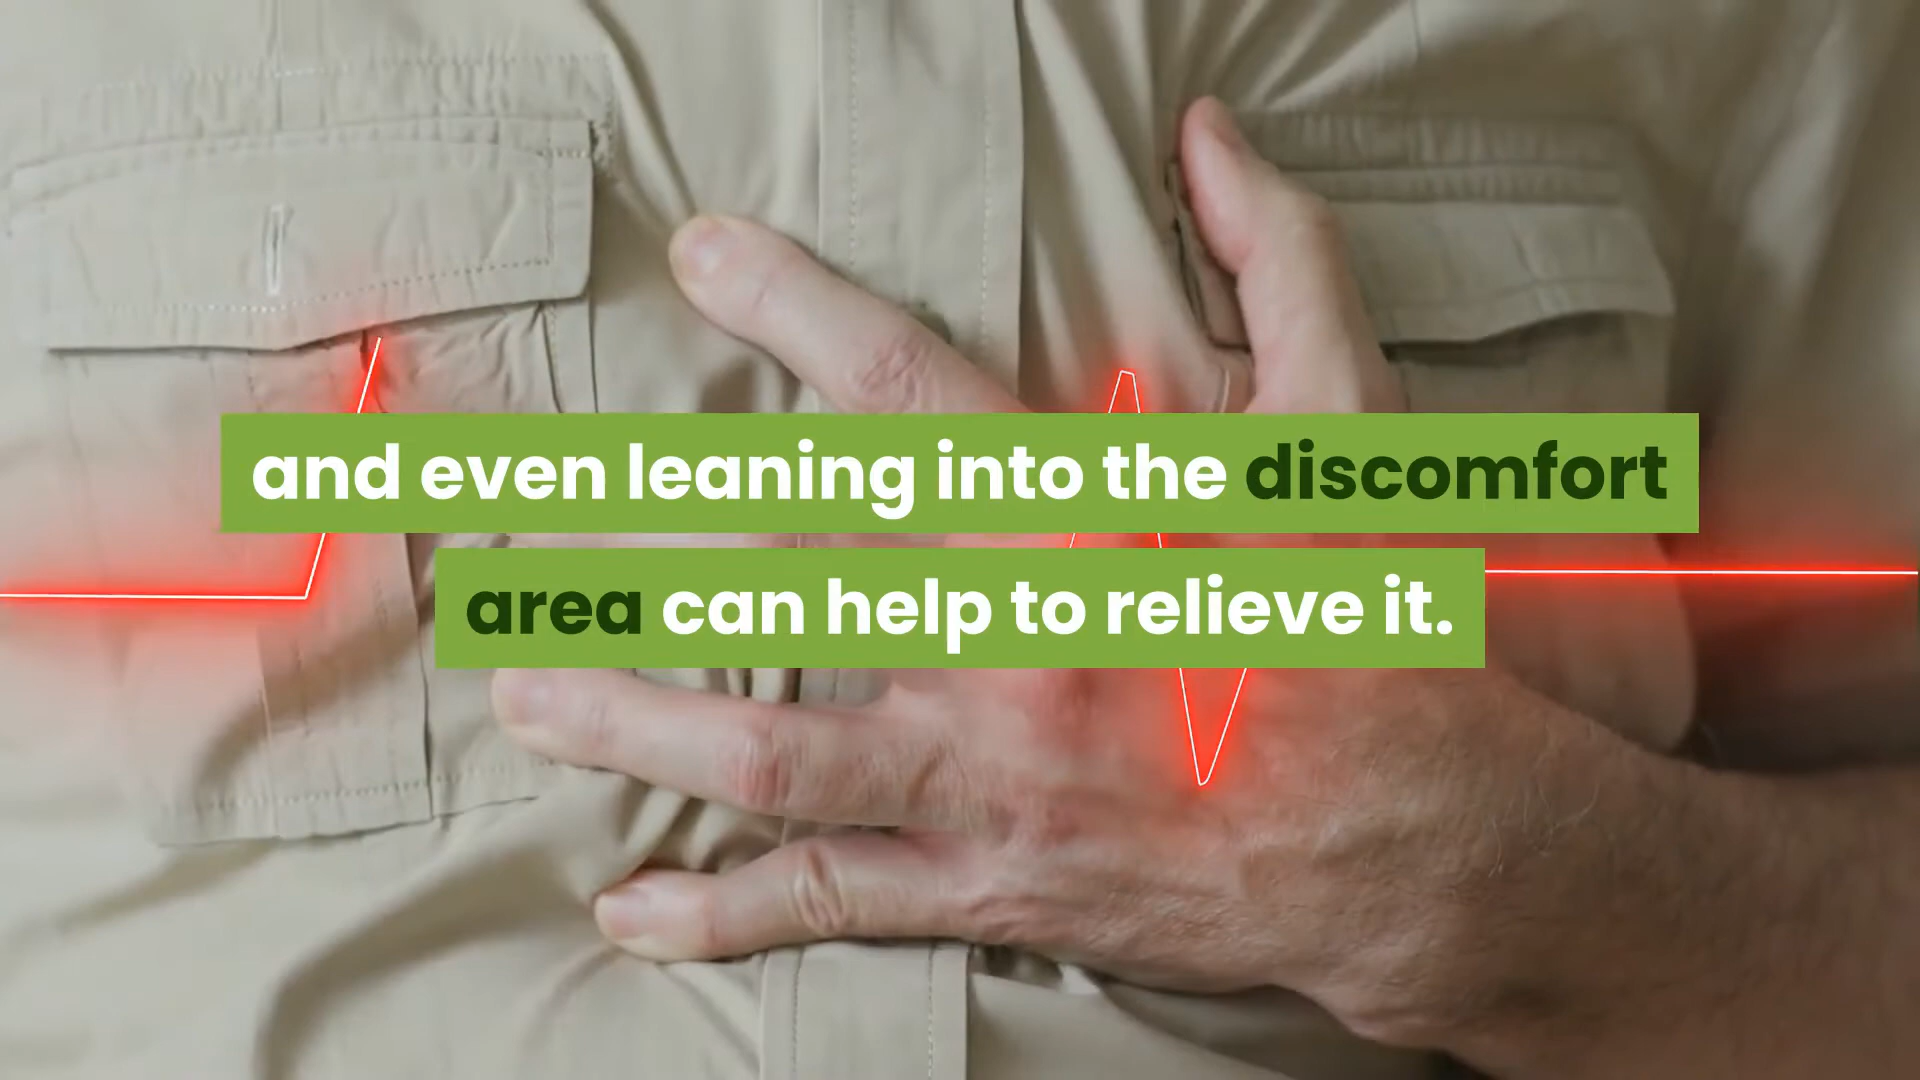 and even leaning into the discomfort
area can help to relieve it.